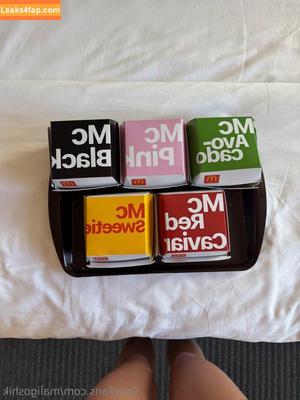 Leaks4fap.com
Mc
Black
Mc
Pink
Mc
Avo-
cado
Mc
Sweetie
Mc
Red
Caviar
OnlyFans.com/maligoshik